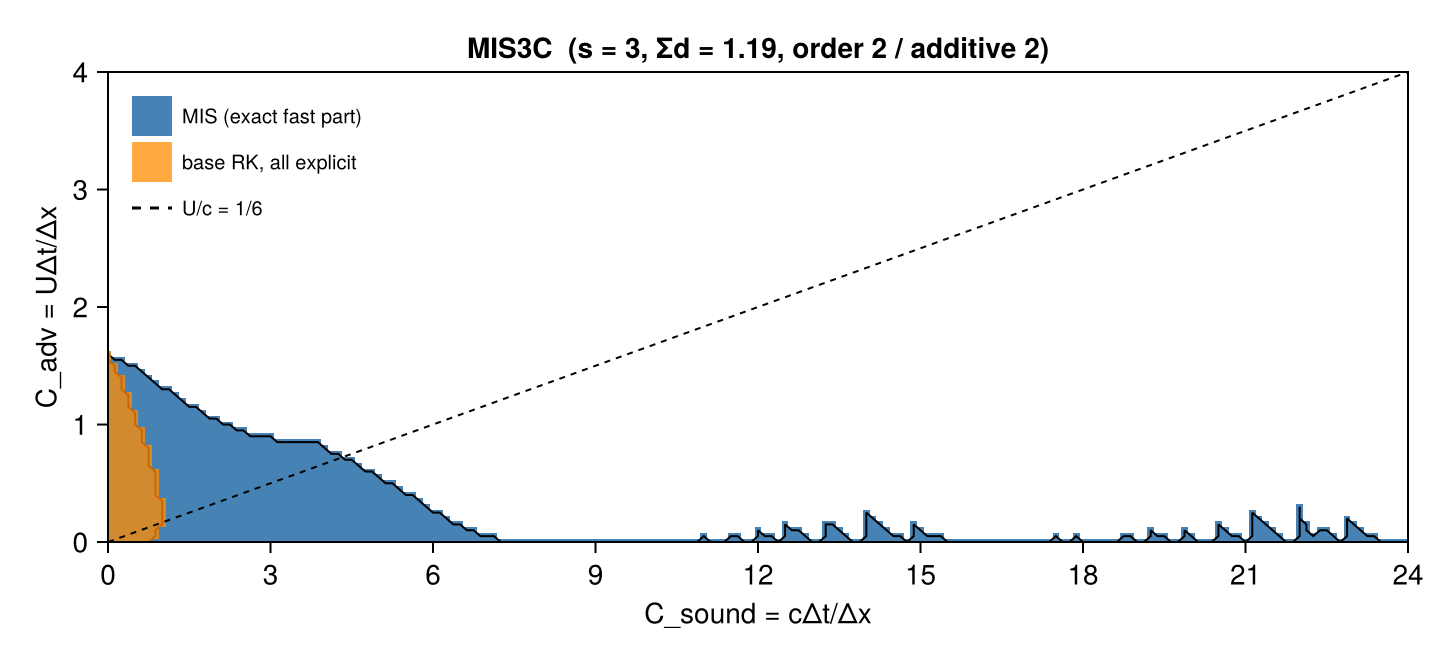 MIS3C (s = 3, Σd = 1.19, order 2 / additive 2)
MIS (exact fast part)
base RK, all explicit
U/c = 1/6
C_adv = UΔt/Δx
4
3
2
1
0
0 3 6 9 12 15 18 21 24
C_sound = cΔt/Δx